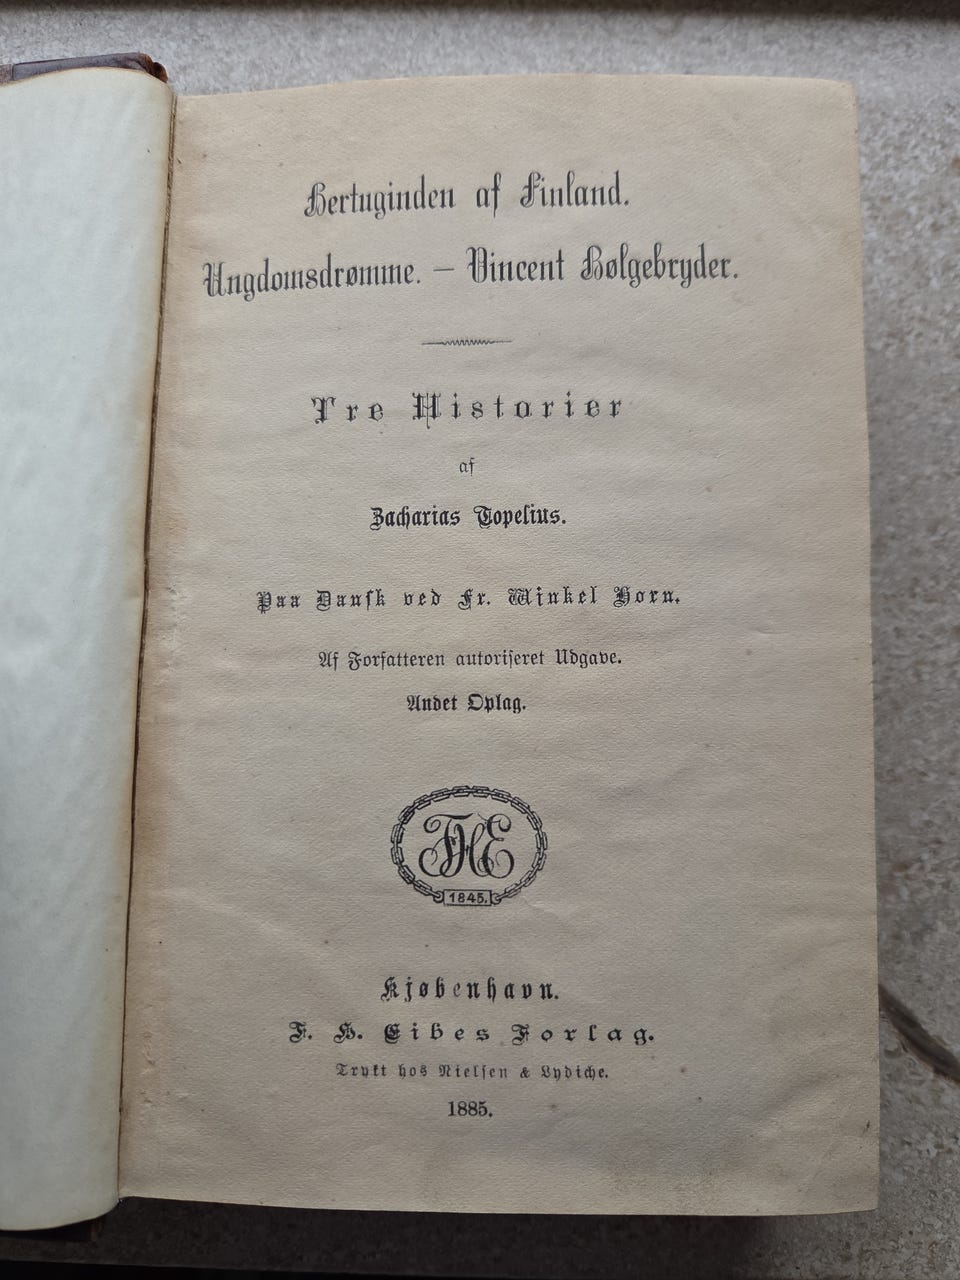 Hertuginden af Finland.
Ungdomsdrømme. – Vincent Bølgebryder.
Tre Historier
af
Zacharias Topelius.
Paa Dansk ved Fr. Winkel Horn.
Af Forfatteren autoriseret Udgave.
Andet Oplag.
FHE
1845.
Kjøbenhavn.
F. H. Eibes Forlag.
Trykt hos Nielsen & Lydiche.
1885.